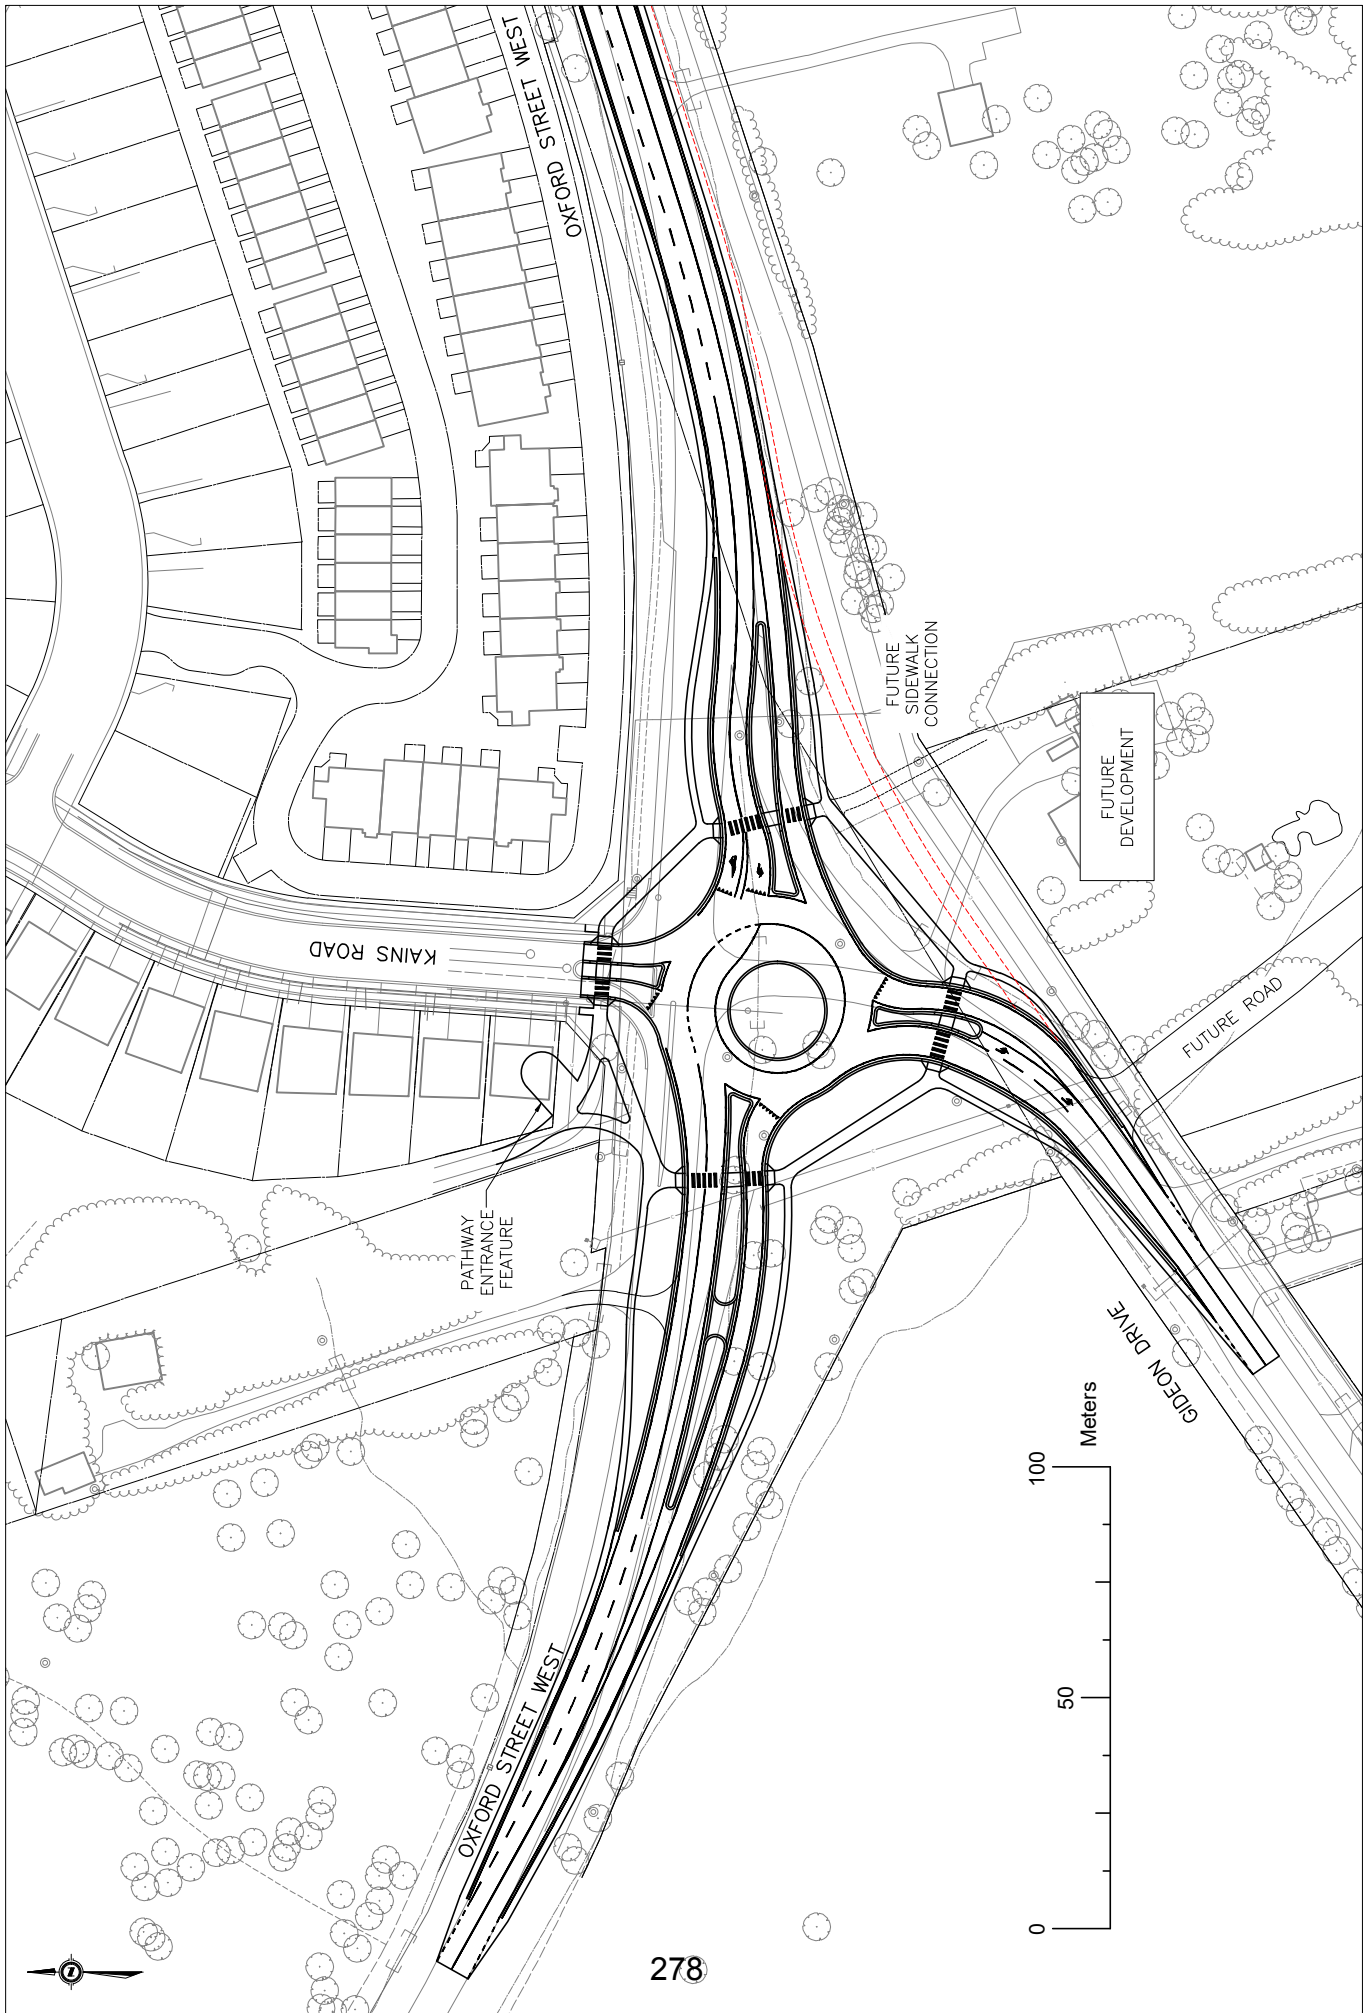 OXFORD STREET WEST
KAINS ROAD
FUTURE
SIDEWALK
CONNECTION
FUTURE
DEVELOPMENT
FUTURE ROAD
PATHWAY
ENTRANCE
FEATURE
GIDEON DRIVE
OXFORD STREET WEST
0
50
100
Meters
278